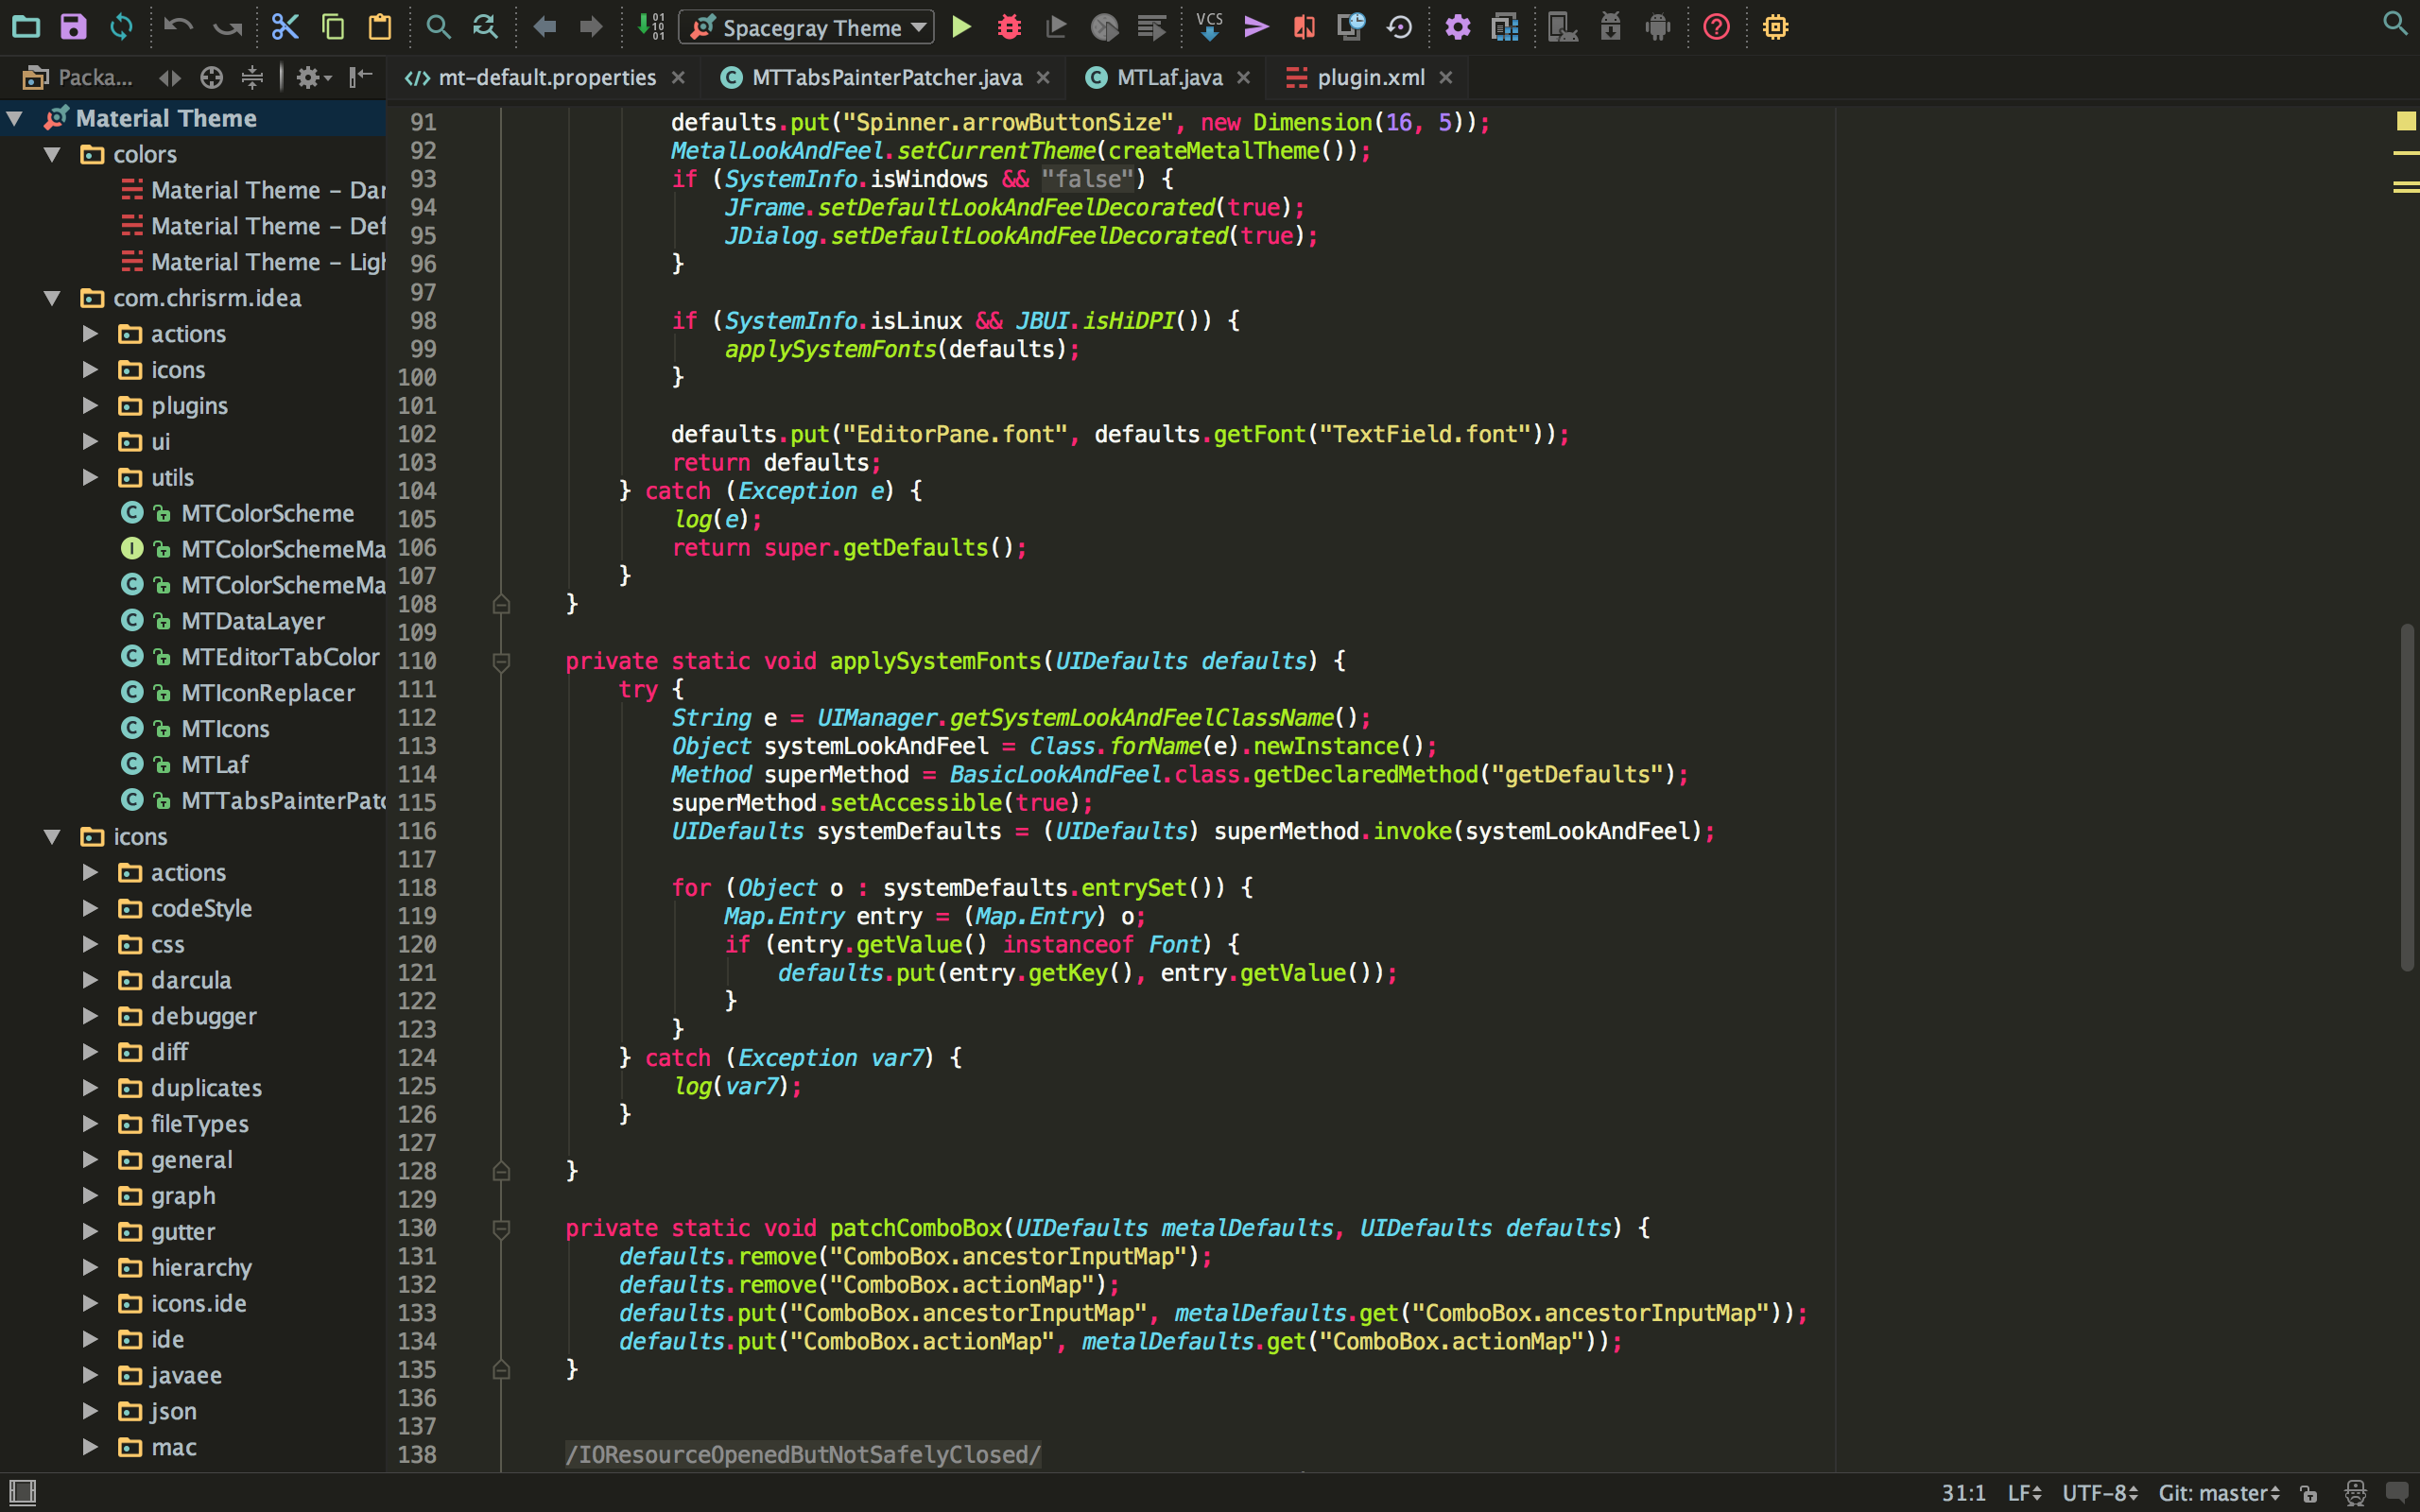 Spacegray Theme
VCS
Packa...
mt-default.properties
MTTabsPainterPatcher.java
MTLaf.java
plugin.xml
Material Theme
colors
Material Theme – Dar
Material Theme – Def
Material Theme – Ligh
com.chrisrm.idea
actions
icons
plugins
ui
utils
MTColorScheme
MTColorSchemeMa
MTColorSchemeMa
MTDataLayer
MTEditorTabColor
MTIconReplacer
MTIcons
MTLaf
MTTabsPainterPatc
icons
actions
codeStyle
css
darcula
debugger
diff
duplicates
fileTypes
general
graph
gutter
hierarchy
icons.ide
ide
javaee
json
mac
91 defaults.put("Spinner.arrowButtonSize", new Dimension(16, 5));
92 MetalLookAndFeel.setCurrentTheme(createMetalTheme());
93 if (SystemInfo.isWindows && "false") {
94 JFrame.setDefaultLookAndFeelDecorated(true);
95 JDialog.setDefaultLookAndFeelDecorated(true);
96 }
97
98 if (SystemInfo.isLinux && JBUI.isHiDPI()) {
99 applySystemFonts(defaults);
100 }
101
102 defaults.put("EditorPane.font", defaults.getFont("TextField.font"));
103 return defaults;
104 } catch (Exception e) {
105 log(e);
106 return super.getDefaults();
107 }
108 }
109
110 private static void applySystemFonts(UIDefaults defaults) {
111 try {
112 String e = UIManager.getSystemLookAndFeelClassName();
113 Object systemLookAndFeel = Class.forName(e).newInstance();
114 Method superMethod = BasicLookAndFeel.class.getDeclaredMethod("getDefaults");
115 superMethod.setAccessible(true);
116 UIDefaults systemDefaults = (UIDefaults) superMethod.invoke(systemLookAndFeel);
117
118 for (Object o : systemDefaults.entrySet()) {
119 Map.Entry entry = (Map.Entry) o;
120 if (entry.getValue() instanceof Font) {
121 defaults.put(entry.getKey(), entry.getValue());
122 }
123 }
124 } catch (Exception var7) {
125 log(var7);
126 }
127
128 }
129
130 private static void patchComboBox(UIDefaults metalDefaults, UIDefaults defaults) {
131 defaults.remove("ComboBox.ancestorInputMap");
132 defaults.remove("ComboBox.actionMap");
133 defaults.put("ComboBox.ancestorInputMap", metalDefaults.get("ComboBox.ancestorInputMap"));
134 defaults.put("ComboBox.actionMap", metalDefaults.get("ComboBox.actionMap"));
135 }
136
137
138 /IOResourceOpenedButNotSafelyClosed/
31:1 LF UTF-8 Git: master